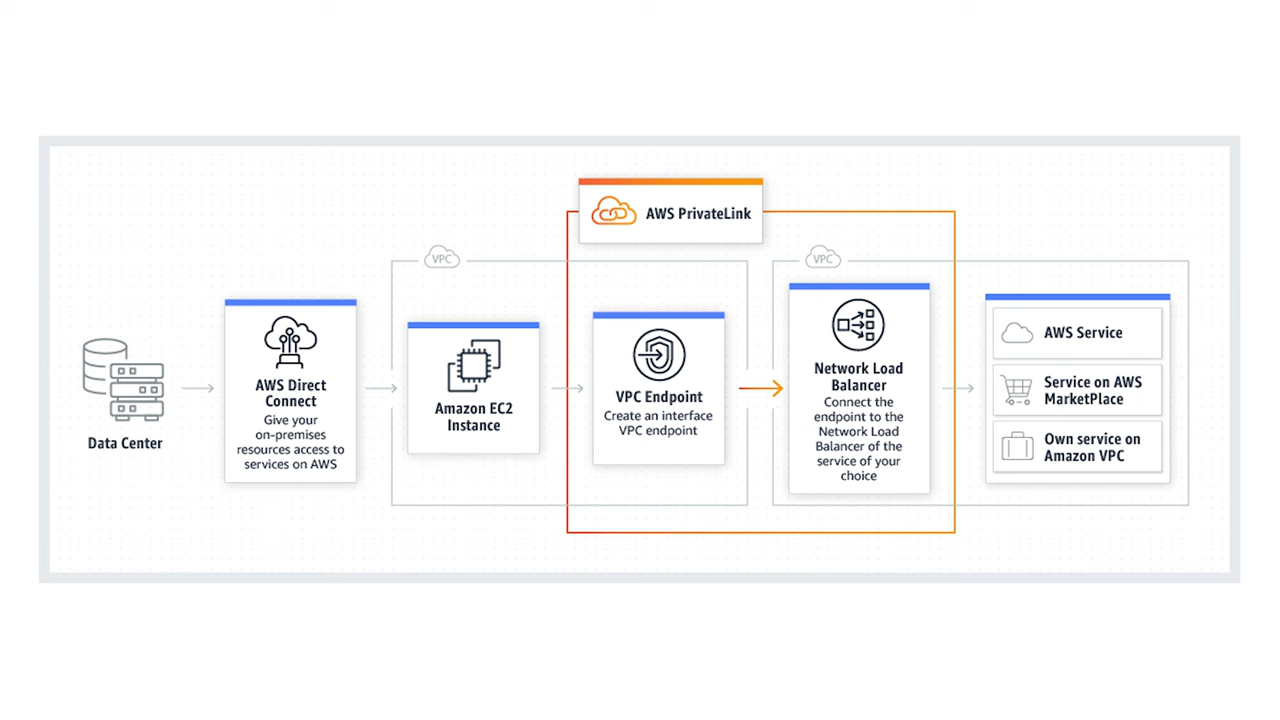 AWS PrivateLink
VPC
VPC
Data Center
AWS Direct
Connect
Give your
on-premises
resources access to
services on AWS
Amazon EC2
Instance
VPC Endpoint
Create an interface
VPC endpoint
Network Load
Balancer
Connect the
endpoint to the
Network Load
Balancer of the
service of your
choice
AWS Service
Service on AWS
MarketPlace
Own service on
Amazon VPC